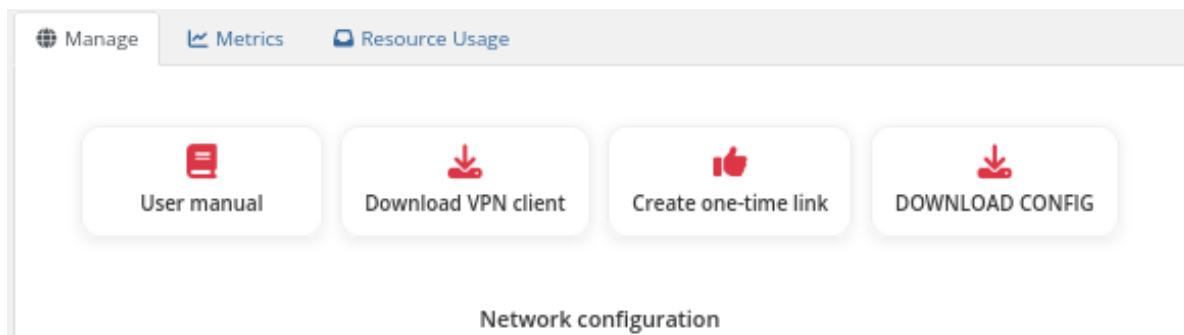 Manage Metrics Resource Usage
User manual Download VPN client Create one-time link DOWNLOAD CONFIG
Network configuration